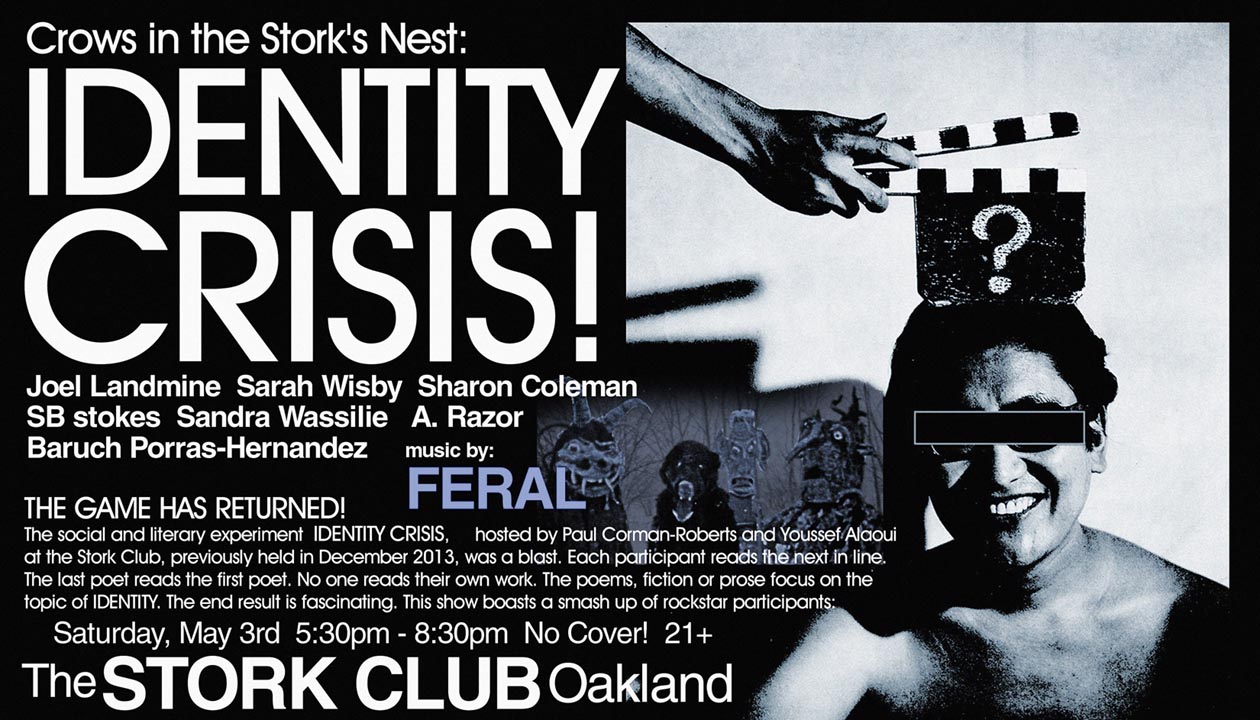 Crows in the Stork's Nest:
IDENTITY
CRISIS!
Joel Landmine Sarah Wisby Sharon Coleman
SB stokes Sandra Wassilie A. Razor
Baruch Porras-Hernandez
music by:
FERAL
THE GAME HAS RETURNED!
The social and literary experiment IDENTITY CRISIS, hosted by Paul Corman-Roberts and Youssef Alaoui
at the Stork Club, previously held in December 2013, was a blast. Each participant reads the next in line.
The last poet reads the first poet. No one reads their own work. The poems, fiction or prose focus on the
topic of IDENTITY. The end result is fascinating. This show boasts a smash up of rockstar participants:
Saturday, May 3rd 5:30pm - 8:30pm No Cover! 21+
The STORK CLUB Oakland
?